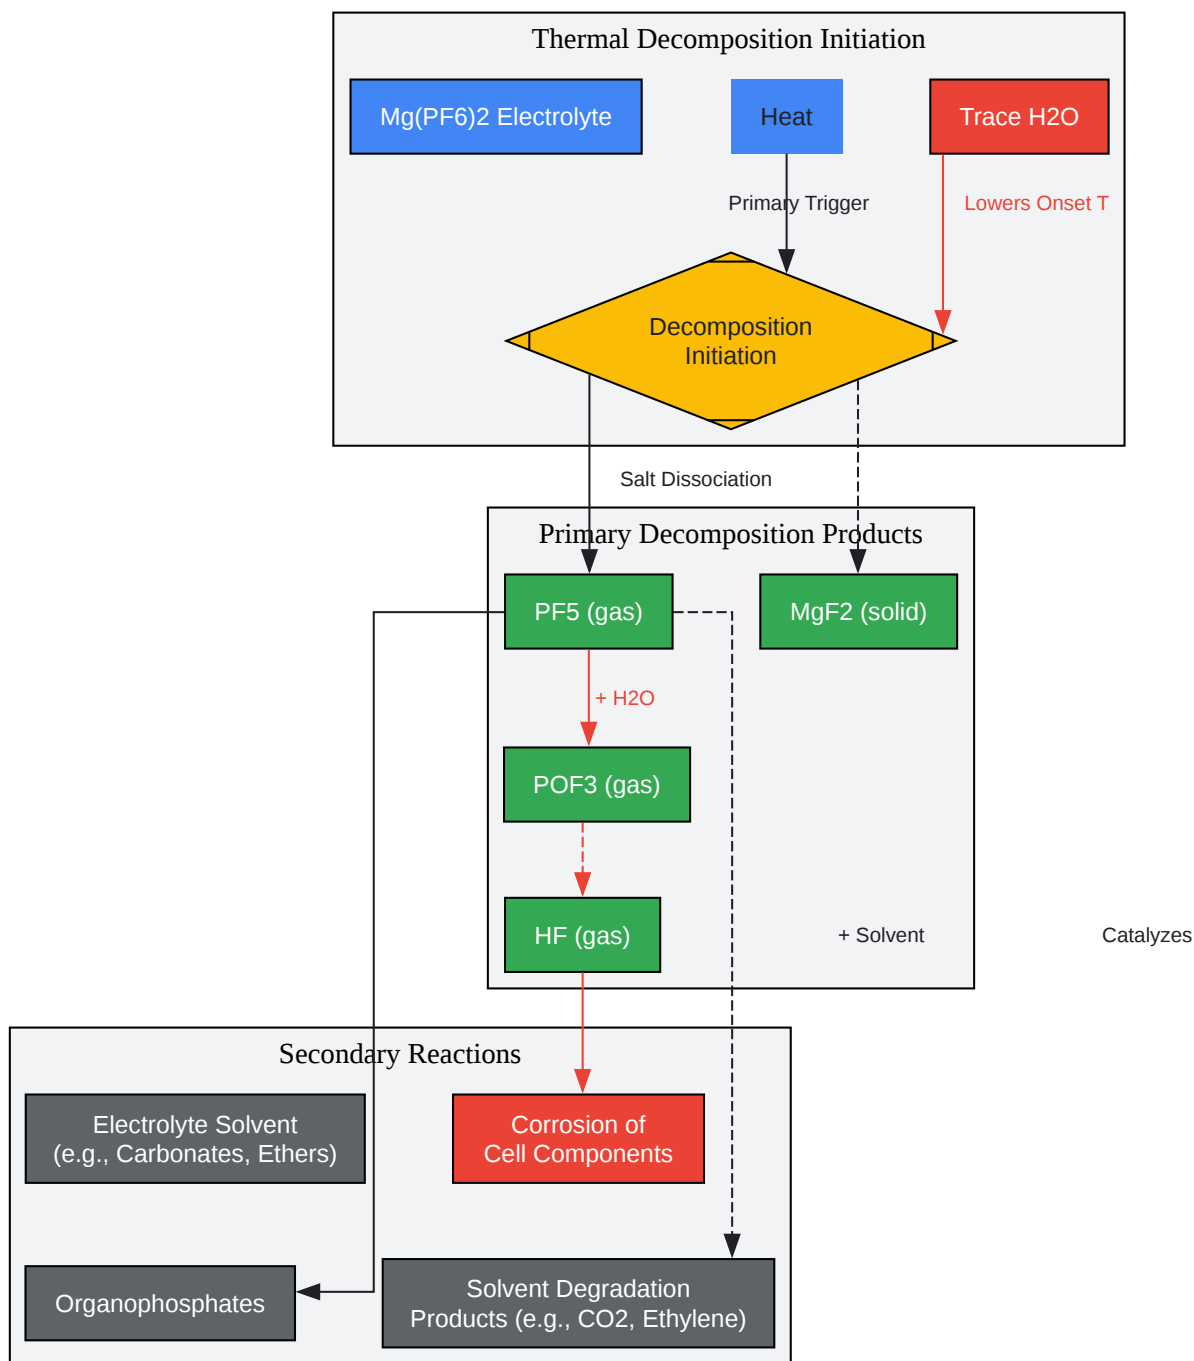 Thermal Decomposition Initiation
Mg(PF6)2 Electrolyte
Heat
Trace H2O
Primary Trigger
Lowers Onset T
Decomposition
Initiation
Salt Dissociation
Primary Decomposition Products
PF5 (gas)
MgF2 (solid)
+ H2O
POF3 (gas)
HF (gas)
+ Solvent
Catalyzes
Secondary Reactions
Electrolyte Solvent
(e.g., Carbonates, Ethers)
Corrosion of
Cell Components
Organophosphates
Solvent Degradation
Products (e.g., CO2, Ethylene)